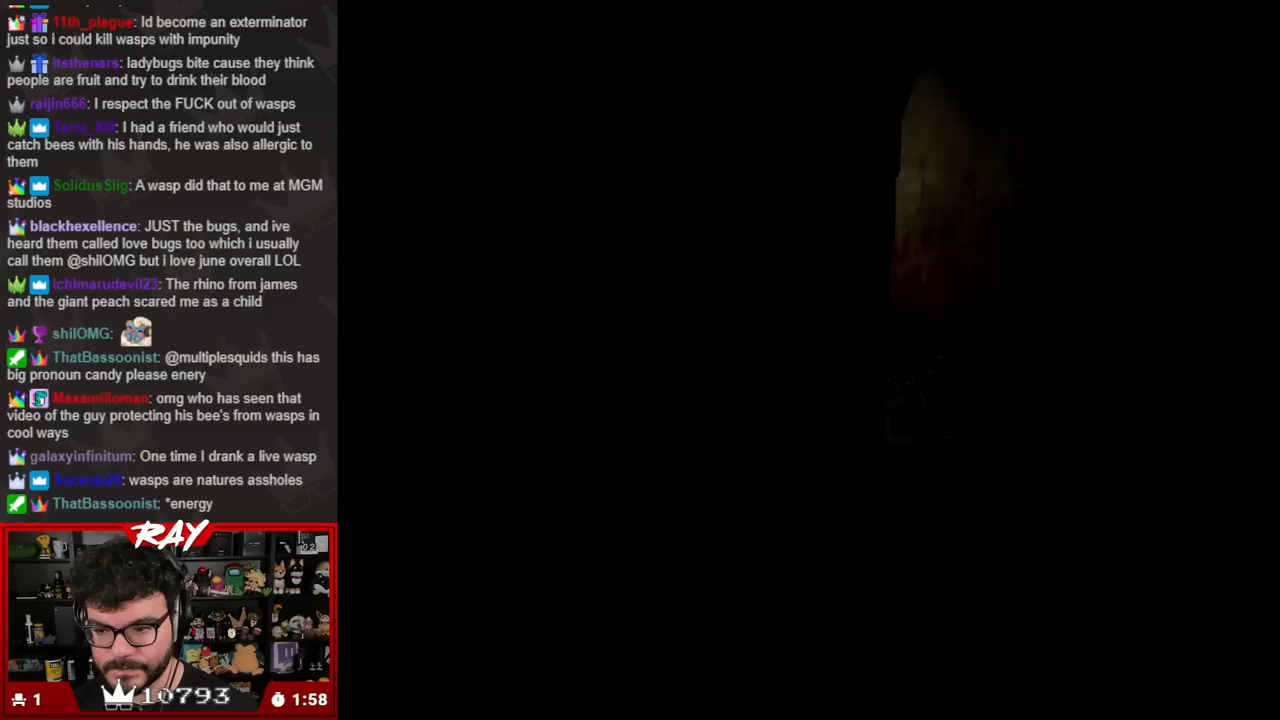 11th_plague: Id become an exterminator
just so i could kill wasps with impunity
itsthenars: ladybugs bite cause they think
people are fruit and try to drink their blood
raijin666: I respect the FUCK out of wasps
Tarot_XIII: I had a friend who would just
catch bees with his hands, he was also allergic to
them
SolidusSlig: A wasp did that to me at MGM
studios
blackhexellence: JUST the bugs, and ive
heard them called love bugs too which i usually
call them @shilOMG but i love june overall LOL
ichimarudevil23: The rhino from james
and the giant peach scared me as a child
shilOMG:
ThatBassoonist: @multiplesquids this has
big pronoun candy please enery
Maxamilloman: omg who has seen that
video of the guy protecting his bee's from wasps in
cool ways
galaxyinfinitum: One time I drank a live wasp
: wasps are natures assholes
ThatBassoonist: *energy
RAY
1
10793
1:58